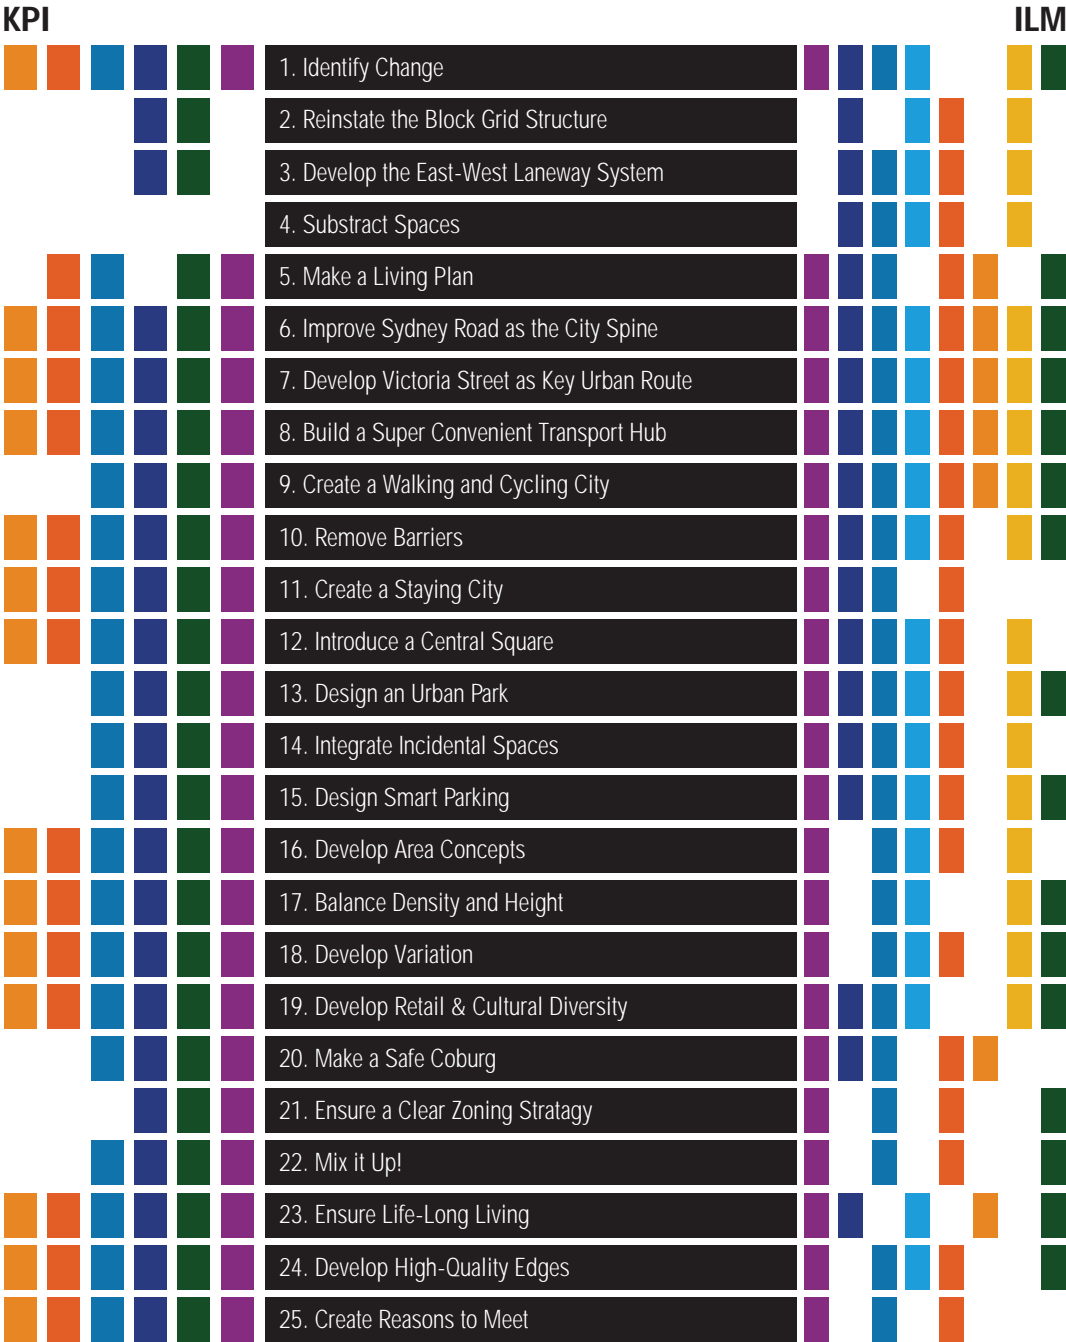 KPI
ILM
1. Identify Change
2. Reinstate the Block Grid Structure
3. Develop the East-West Laneway System
4. Substract Spaces
5. Make a Living Plan
6. Improve Sydney Road as the City Spine
7. Develop Victoria Street as Key Urban Route
8. Build a Super Convenient Transport Hub
9. Create a Walking and Cycling City
10. Remove Barriers
11. Create a Staying City
12. Introduce a Central Square
13. Design an Urban Park
14. Integrate Incidental Spaces
15. Design Smart Parking
16. Develop Area Concepts
17. Balance Density and Height
18. Develop Variation
19. Develop Retail & Cultural Diversity
20. Make a Safe Coburg
21. Ensure a Clear Zoning Stratagy
22. Mix it Up!
23. Ensure Life-Long Living
24. Develop High-Quality Edges
25. Create Reasons to Meet